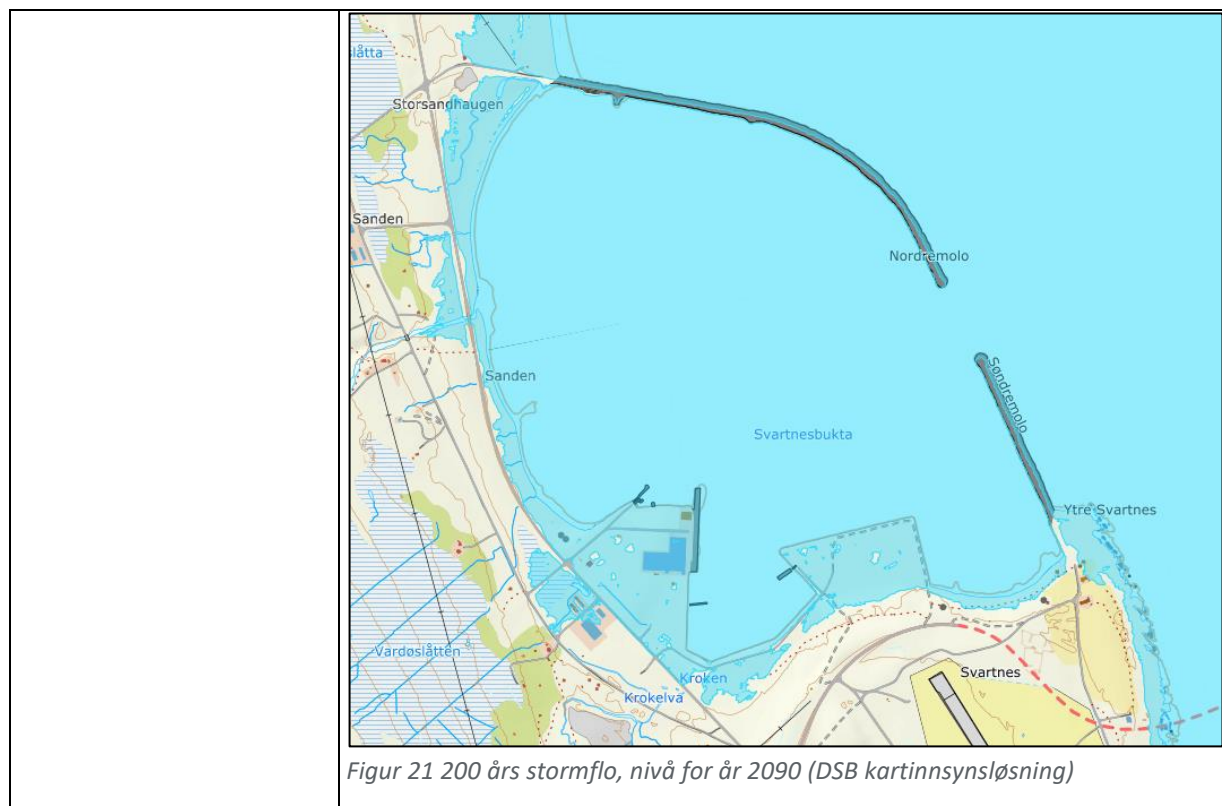 låtta
Storsandhaugen
Sanden
Nordremolo
Søndremolo
Sanden
Svartnesbukta
Ytre Svartnes
Vardøslåtten
Kroken
Svartnes
Krokelva
Figur 21 200 års stormflo, nivå for år 2090 (DSB kartinnsynsløsning)